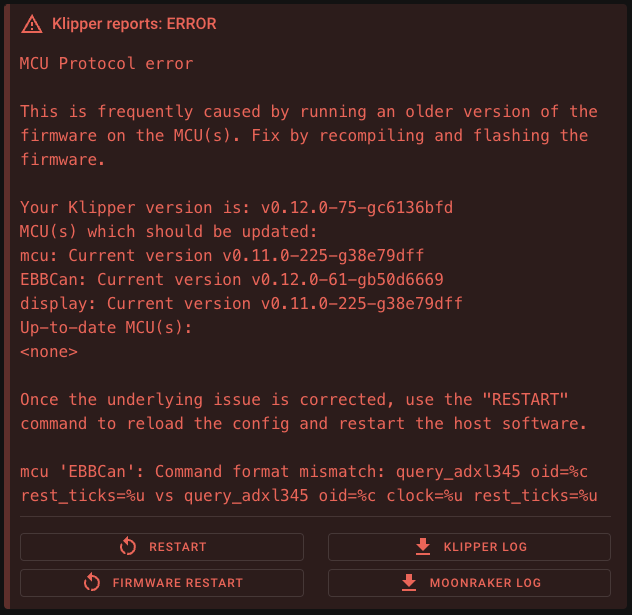 Klipper reports: ERROR
MCU Protocol error
This is frequently caused by running an older version of the
firmware on the MCU(s). Fix by recompiling and flashing the
firmware.
Your Klipper version is: v0.12.0-75-gc6136bfd
MCU(s) which should be updated:
mcu: Current version v0.11.0-225-g38e79dff
EBBCan: Current version v0.12.0-61-gb50d6669
display: Current version v0.11.0-225-g38e79dff
Up-to-date MCU(s):
<none>
Once the underlying issue is corrected, use the "RESTART"
command to reload the config and restart the host software.
mcu 'EBBCan': Command format mismatch: query_adxl345 oid=%c
rest_ticks=%u vs query_adxl345 oid=%c clock=%u rest_ticks=%u
RESTART
KLIPPER LOG
FIRMWARE RESTART
MOONRAKER LOG